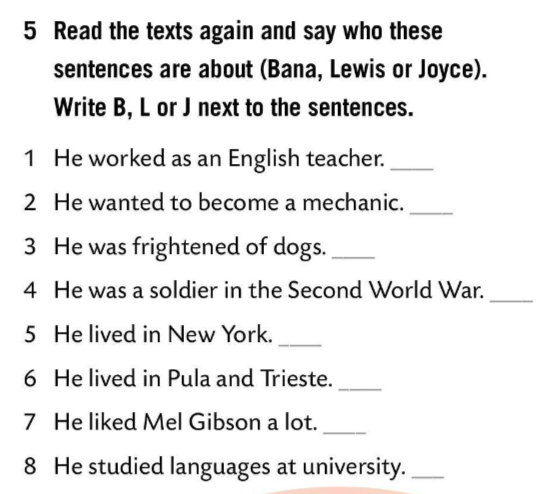 5 Read the texts again and say who these
sentences are about (Bana, Lewis or Joyce).
Write B, L or J next to the sentences.
1 He worked as an English teacher. ____
2 He wanted to become a mechanic. ____
3 He was frightened of dogs. ____
4 He was a soldier in the Second World War. ____
5 He lived in New York. ____
6 He lived in Pula and Trieste. ____
7 He liked Mel Gibson a lot. ____
8 He studied languages at university. ___